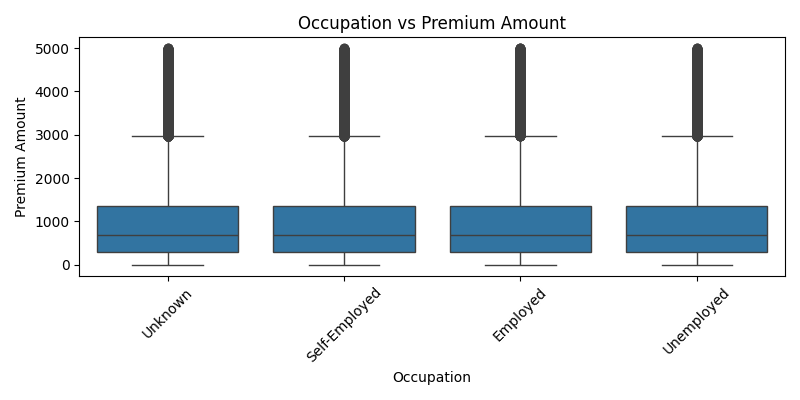 Occupation vs Premium Amount
Premium Amount
5000
4000
3000
2000
1000
0
Unknown
Self-Employed
Employed
Unemployed
Occupation